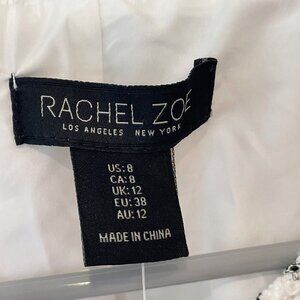 RACHEL ZOE
LOS ANGELES NEW YORK
US: 8
CA: 8
UK: 12
EU: 38
AU: 12
MADE IN CHINA